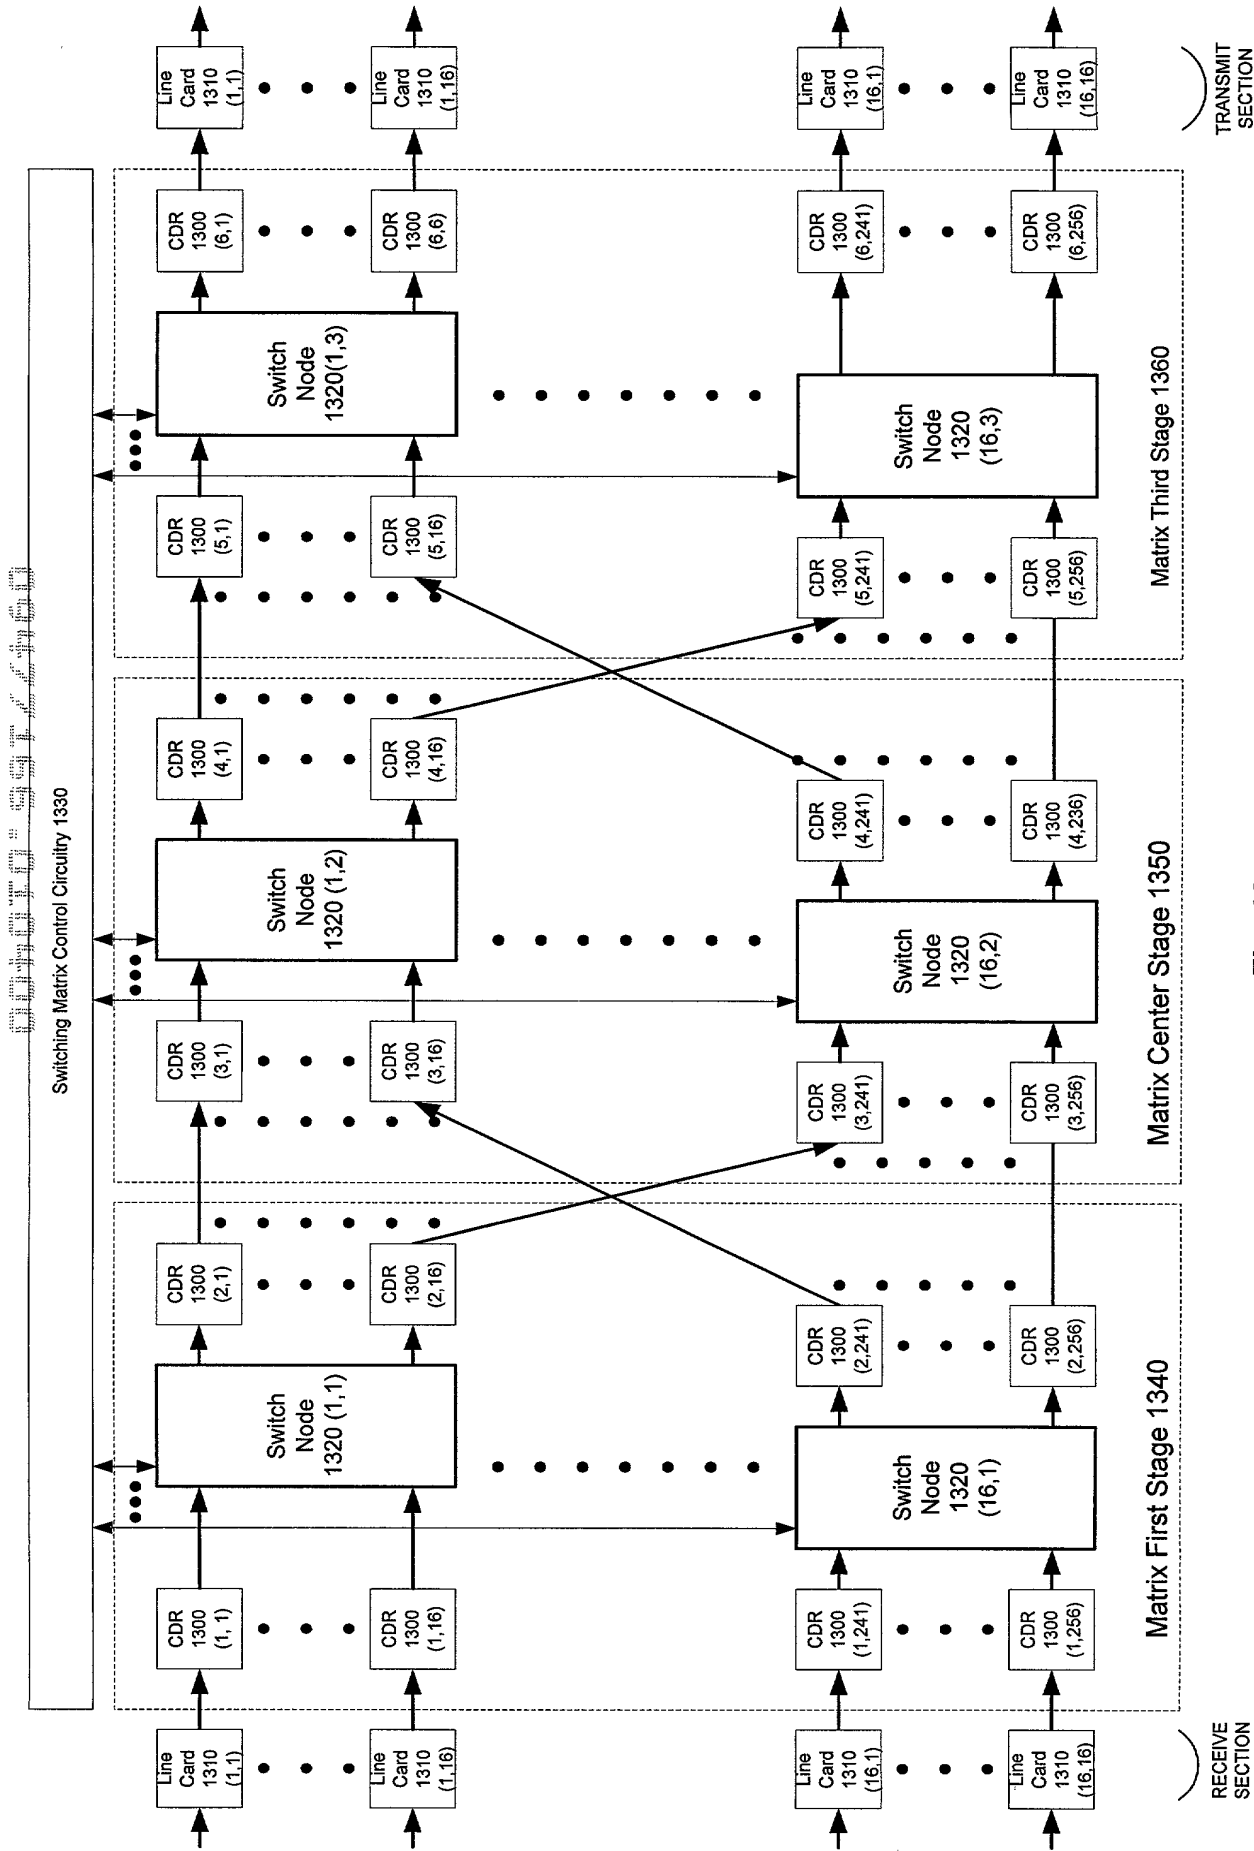 Switching Matrix Control Circuitry 1330
Line
Card
1310
(1,1)
Line
Card
1310
(1,16)
Line
Card
1310
(16,1)
Line
Card
1310
(16,16)
RECEIVE
SECTION
CDR
1300
(1,1)
CDR
1300
(1,16)
CDR
1300
(1,241)
CDR
1300
(1,256)
Switch
Node
1320 (1,1)
Switch
Node
1320
(16,1)
CDR
1300
(2,1)
CDR
1300
(2,16)
CDR
1300
(2,241)
CDR
1300
(2,256)
Matrix First Stage 1340
CDR
1300
(3,1)
CDR
1300
(3,16)
CDR
1300
(3,241)
CDR
1300
(3,256)
Switch
Node
1320 (1,2)
Switch
Node
1320
(16,2)
CDR
1300
(4,1)
CDR
1300
(4,16)
CDR
1300
(4,241)
CDR
1300
(4,236)
Matrix Center Stage 1350
CDR
1300
(5,1)
CDR
1300
(5,16)
CDR
1300
(5,241)
CDR
1300
(5,256)
Switch
Node
1320(1,3)
Switch
Node
1320
(16,3)
CDR
1300
(6,1)
CDR
1300
(6,6)
CDR
1300
(6,241)
CDR
1300
(6,256)
Matrix Third Stage 1360
Line
Card
1310
(1,1)
Line
Card
1310
(1,16)
Line
Card
1310
(16,1)
Line
Card
1310
(16,16)
TRANSMIT
SECTION